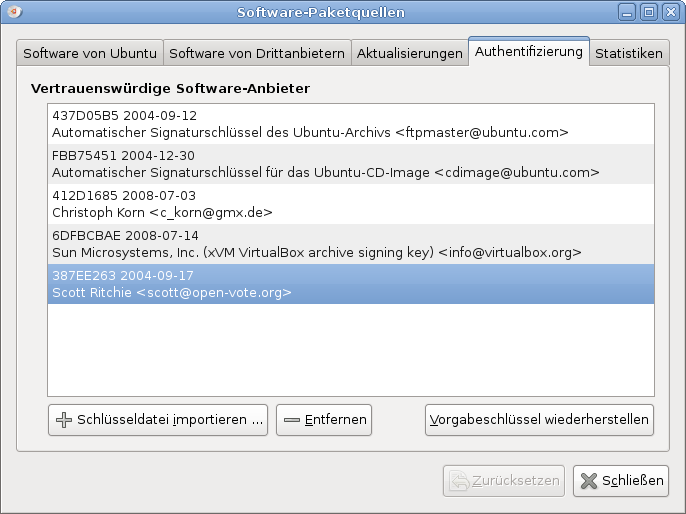 Software-Paketquellen
Software von Ubuntu Software von Drittanbietern Aktualisierungen Authentifizierung Statistiken
Vertrauenswürdige Software-Anbieter
437D05B5 2004-09-12
Automatischer Signaturschlüssel des Ubuntu-Archivs <ftpmaster@ubuntu.com>
FBB75451 2004-12-30
Automatischer Signaturschlüssel für das Ubuntu-CD-Image <cdimage@ubuntu.com>
412D1685 2008-07-03
Christoph Korn <c_korn@gmx.de>
6DFBCBAE 2008-07-14
Sun Microsystems, Inc. (xVM VirtualBox archive signing key) <info@virtualbox.org>
387EE263 2004-09-17
Scott Ritchie <scott@open-vote.org>
Schlüsseldatei importieren ... Entfernen Vorgabeschlüssel wiederherstellen
Zurücksetzen Schließen